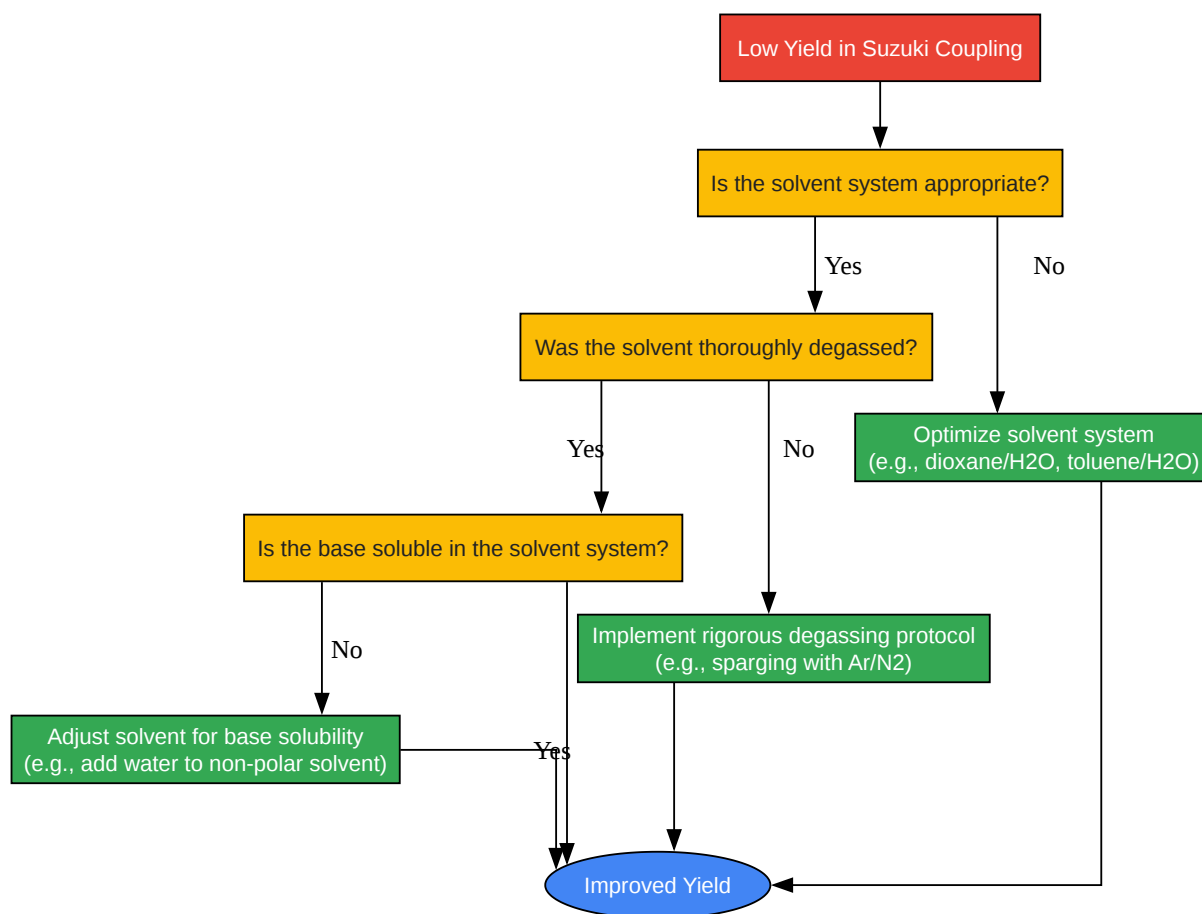 Low Yield in Suzuki Coupling
Is the solvent system appropriate?
Yes
No
Was the solvent thoroughly degassed?
Optimize solvent system
(e.g., dioxane/H2O, toluene/H2O)
Yes
No
Is the base soluble in the solvent system?
Implement rigorous degassing protocol
(e.g., sparging with Ar/N2)
No
Adjust solvent for base solubility
(e.g., add water to non-polar solvent)
Yes
Improved Yield